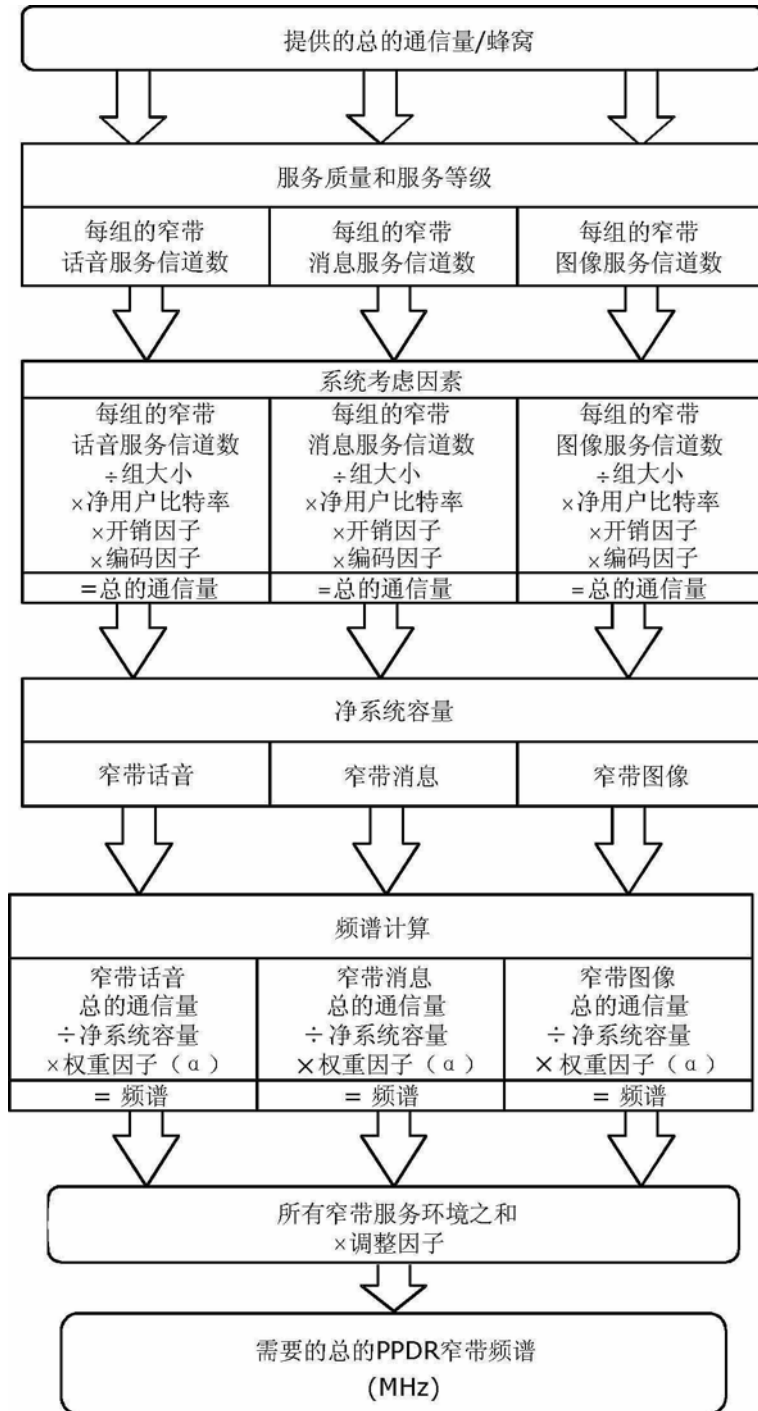 提供的总的通信量/蜂窝
服务质量和服务等级
每组的窄带
话音服务信道数
每组的窄带
消息服务信道数
每组的窄带
图像服务信道数
系统考虑因素
每组的窄带
话音服务信道数
÷组大小
×净用户比特率
×开销因子
×编码因子
=总的通信量
每组的窄带
消息服务信道数
÷组大小
×净用户比特率
×开销因子
×编码因子
=总的通信量
每组的窄带
图像服务信道数
÷组大小
×净用户比特率
×开销因子
×编码因子
=总的通信量
净系统容量
窄带话音
窄带消息
窄带图像
频谱计算
窄带话音
总的通信量
÷净系统容量
×权重因子（α）
= 频谱
窄带消息
总的通信量
÷净系统容量
×权重因子（α）
= 频谱
窄带图像
总的通信量
÷净系统容量
×权重因子（α）
= 频谱
所有窄带服务环境之和
×调整因子
需要的总的PPDR窄带频谱
(MHz)